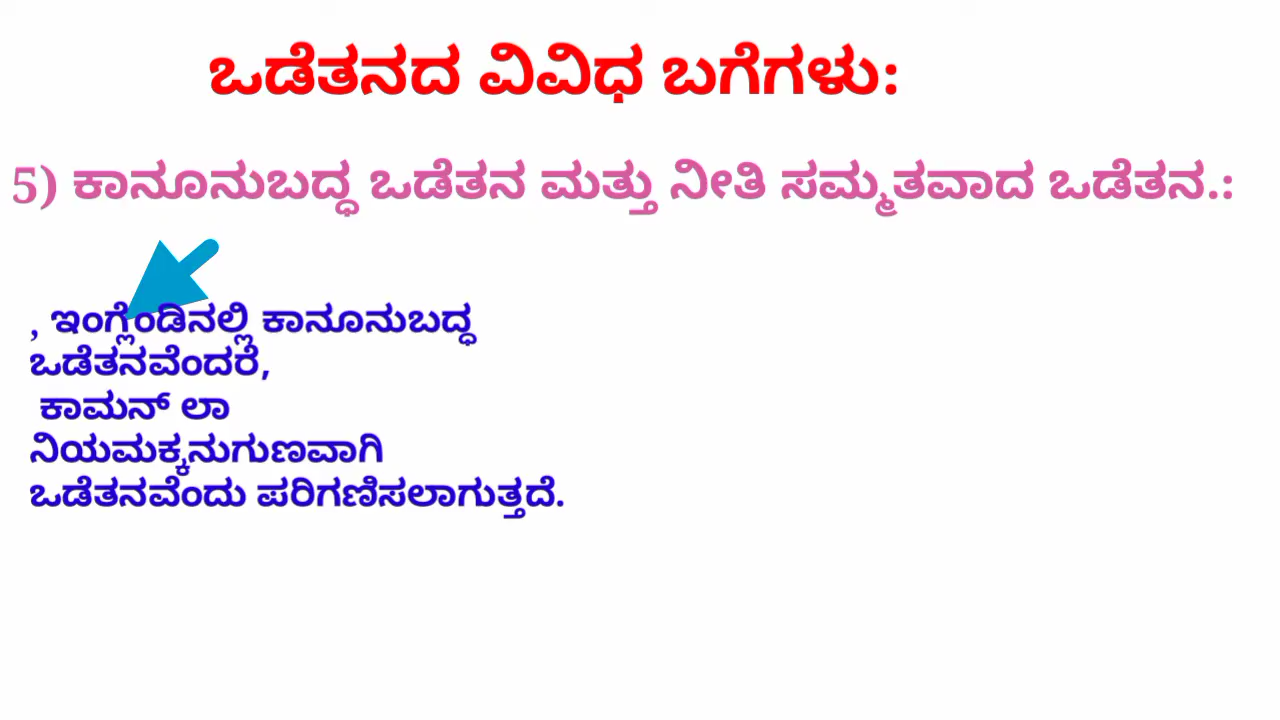 ಒಡೆತನದ ವಿವಿಧ ಬಗೆಗಳು:
5) ಕಾನೂನುಬದ್ಧ ಒಡೆತನ ಮತ್ತು ನೀತಿ ಸಮ್ಮತವಾದ ಒಡೆತನ.:
, ಇಂಗ್ಲೆಂಡಿನಲ್ಲಿ ಕಾನೂನುಬದ್ಧ
ಒಡೆತನವೆಂದರೆ,
ಕಾಮನ್ ಲಾ
ನಿಯಮಕ್ಕನುಗುಣವಾಗಿ
ಒಡೆತನವೆಂದು ಪರಿಗಣಿಸಲಾಗುತ್ತದೆ.